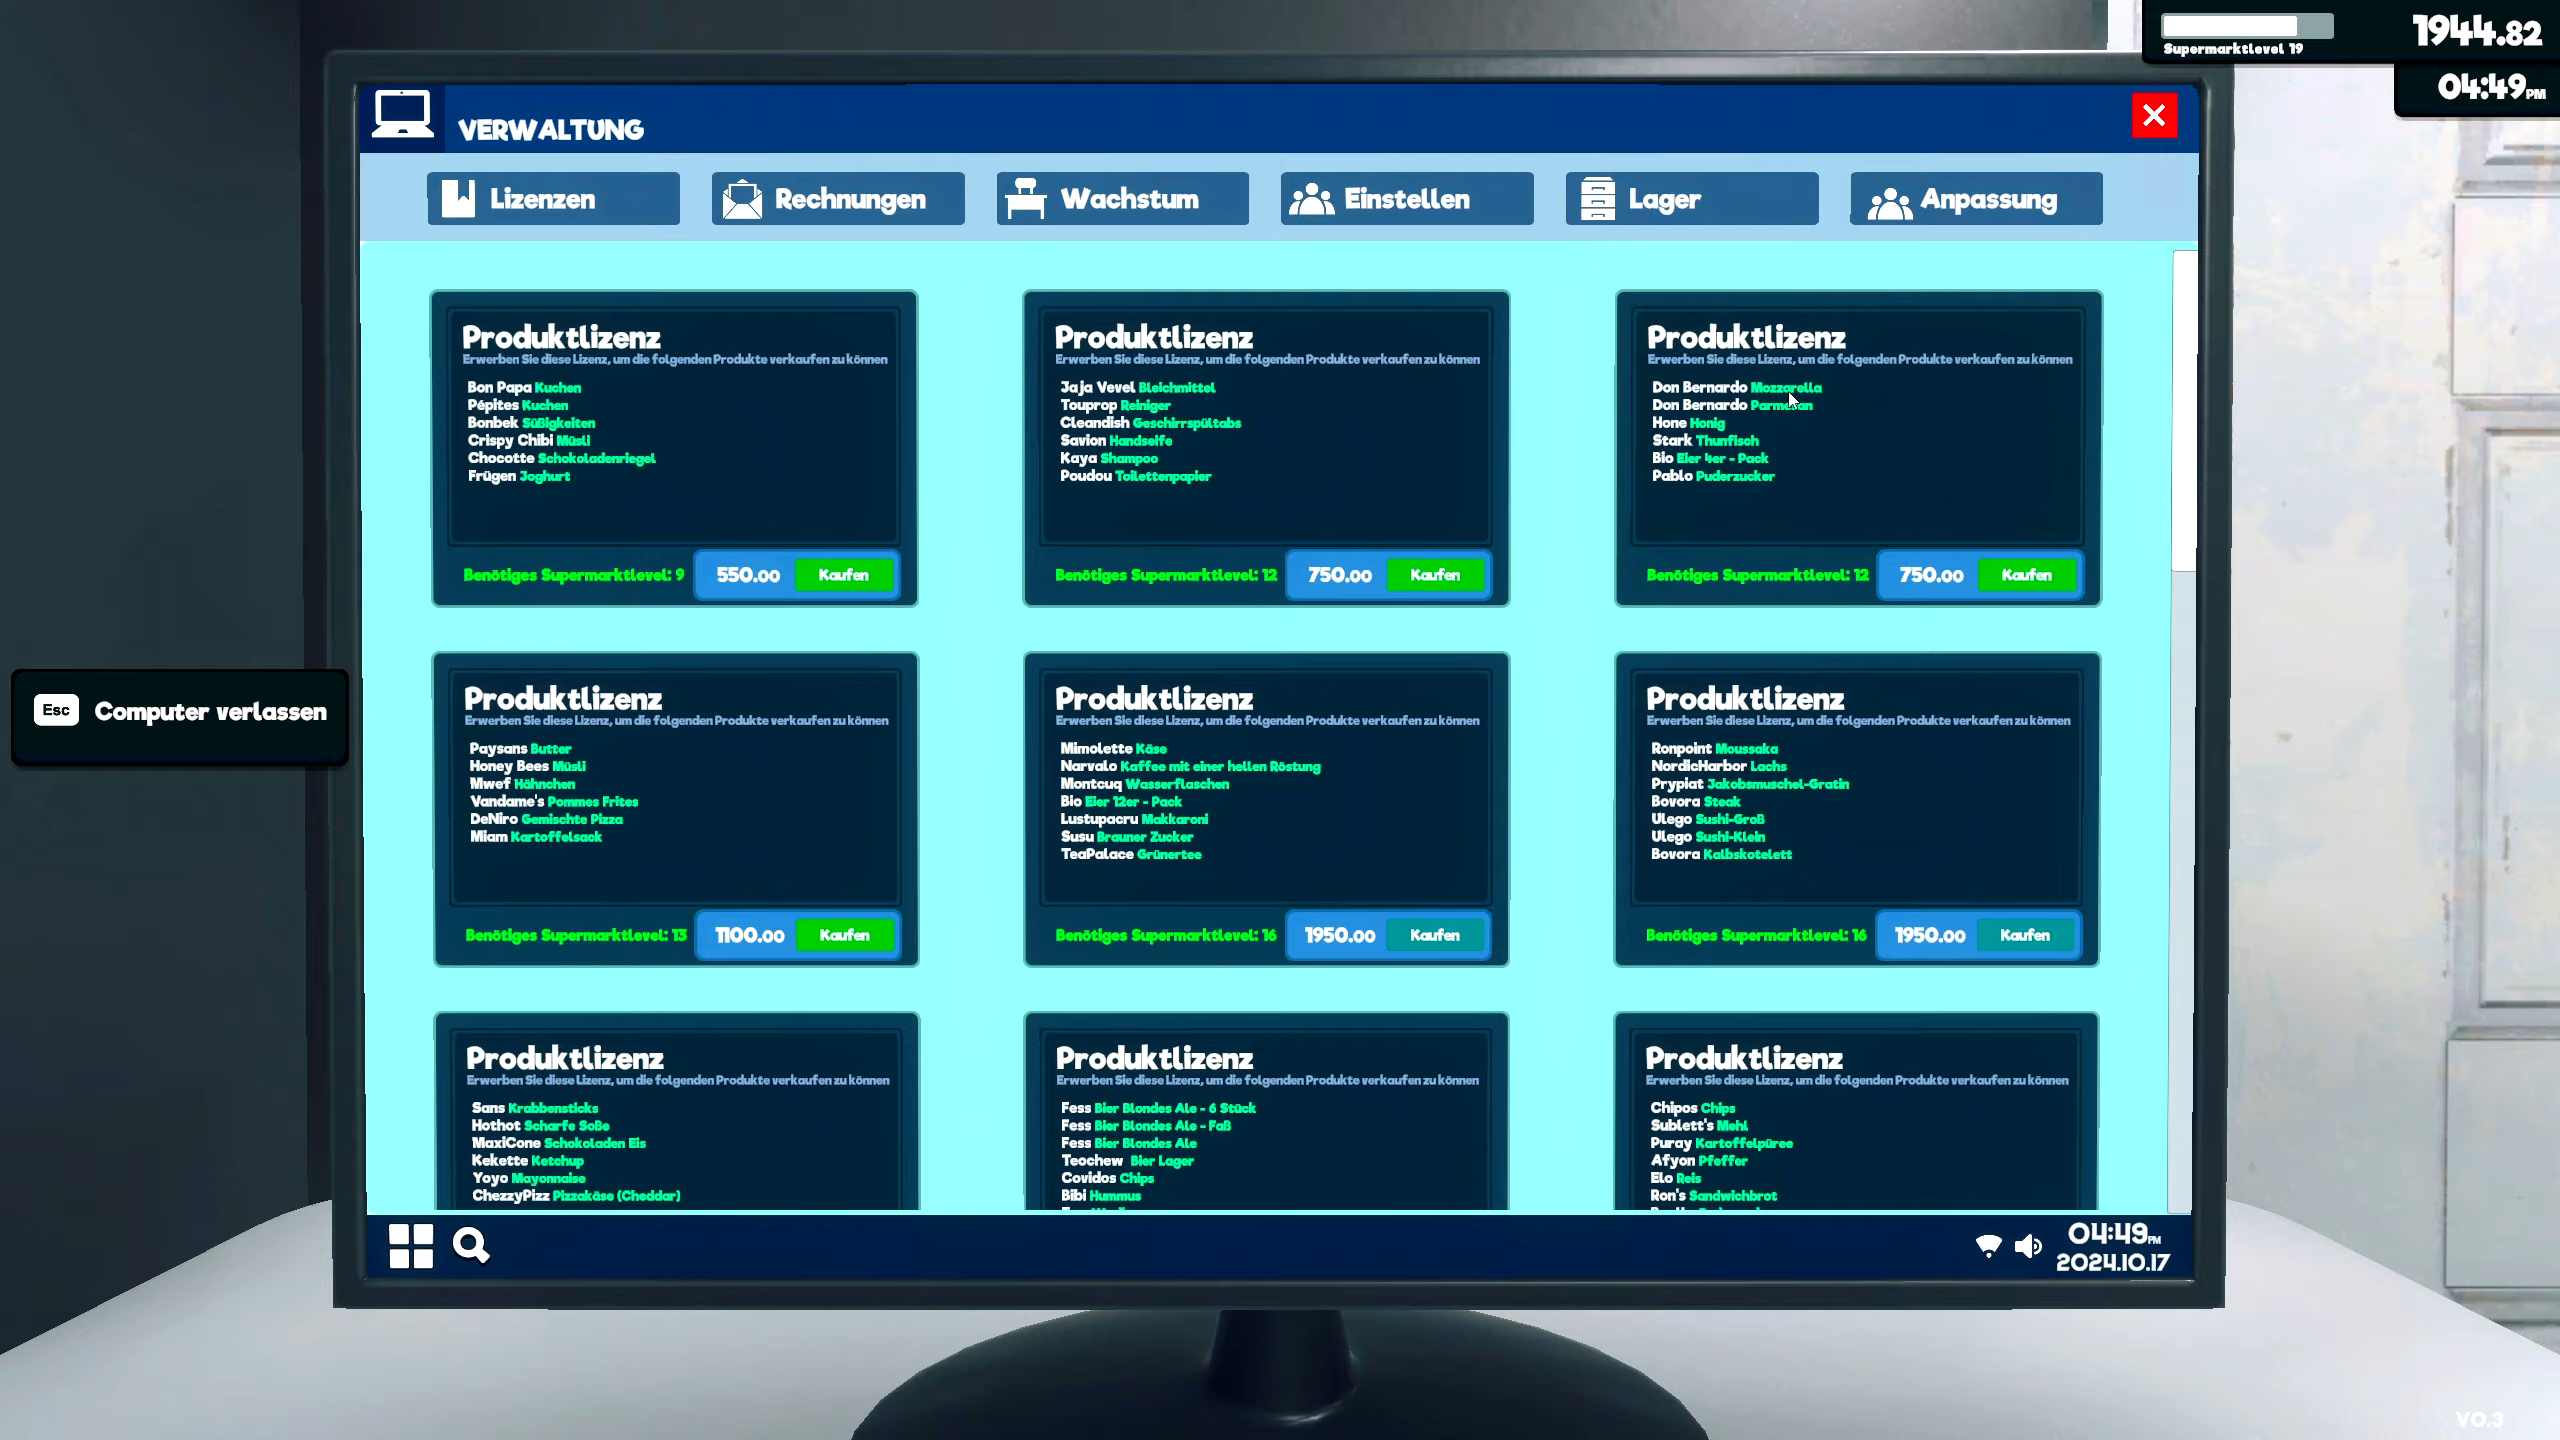 1944.82
Supermarktlevel 19
04:49PM
VERWALTUNG
Lizenzen
Rechnungen
Wachstum
Einstellen
Lager
Anpassung
Produktlizenz
Erwerben Sie diese Lizenz, um die folgenden Produkte verkaufen zu können
Bon Papa Kuchen
Pépites Kuchen
Bonbek Süßigkeiten
Crispy Chibi Müsli
Chocotte Schokoladenriegel
Frügen Joghurt
Benötiges Supermarktlevel: 9
550.00
Kaufen
Produktlizenz
Erwerben Sie diese Lizenz, um die folgenden Produkte verkaufen zu können
Jaja Vevel Bleichmittel
Touprop Reiniger
Cleandish Geschirrspültabs
Savion Handseife
Kaya Shampoo
Poudou Toilettenpapier
Benötiges Supermarktlevel: 12
750.00
Kaufen
Produktlizenz
Erwerben Sie diese Lizenz, um die folgenden Produkte verkaufen zu können
Don Bernardo Mozzarella
Don Bernardo Parmesan
Hone Honig
Stark Thunfisch
Bio Eier 4er - Pack
Pablo Puderzucker
Benötiges Supermarktlevel: 12
750.00
Kaufen
Esc Computer verlassen
Produktlizenz
Erwerben Sie diese Lizenz, um die folgenden Produkte verkaufen zu können
Paysans Butter
Honey Bees Müsli
Mwef Hähnchen
Vandame's Pommes Frites
DeNiro Gemischte Pizza
Miam Kartoffelsack
Benötiges Supermarktlevel: 13
1100.00
Kaufen
Produktlizenz
Erwerben Sie diese Lizenz, um die folgenden Produkte verkaufen zu können
Mimolette Käse
Narvalo Kaffee mit einer hellen Röstung
Montcuq Wasserflaschen
Bio Eier 12er - Pack
Lustupacru Makkaroni
Susu Brauner Zucker
TeaPalace Grünertee
Benötiges Supermarktlevel: 16
1950.00
Kaufen
Produktlizenz
Erwerben Sie diese Lizenz, um die folgenden Produkte verkaufen zu können
Ronpoint Moussaka
NordicHarbor Lachs
Prypiat Jakobsmuschel-Gratin
Bovora Steak
Ulego Sushi-Groß
Ulego Sushi-Klein
Bovora Kalbskotelett
Benötiges Supermarktlevel: 16
1950.00
Kaufen
Produktlizenz
Erwerben Sie diese Lizenz, um die folgenden Produkte verkaufen zu können
Sans Krabbensticks
Hothot Scharfe Soße
MaxiCone Schokoladen Eis
Kekette Ketchup
Yoyo Mayonnaise
ChezzyPizz Pizzakäse (Cheddar)
Produktlizenz
Erwerben Sie diese Lizenz, um die folgenden Produkte verkaufen zu können
Fess Bier Blondes Ale - 6 Stück
Fess Bier Blondes Ale - Faß
Fess Bier Blondes Ale
Teochew Bier Lager
Covidos Chips
Bibi Hummus
Produktlizenz
Erwerben Sie diese Lizenz, um die folgenden Produkte verkaufen zu können
Chipos Chips
Sublett's Mehl
Puray Kartoffelpüree
Afyon Pfeffer
Elo Reis
Ron's Sandwichbrot
04:49PM
2024.10.17
V0.3